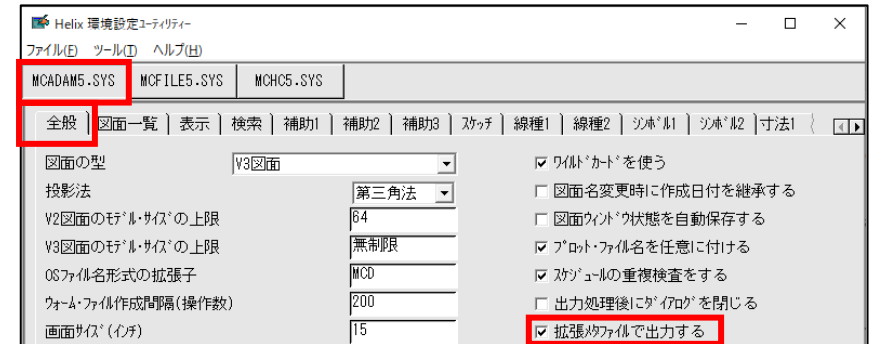 Helix 環境設定ユーティリティー
ファイル(F) ツール(T) ヘルプ(H)
MCADAM5.SYS MCFILE5.SYS MCHC5.SYS
全般 図面一覧 表示 検索 補助1 補助2 補助3 スケッチ 線種1 線種2 シンボル1 シンボル2 寸法1
図面の型 V3図面 ワイルドカードを使う
投影法 第三角法 図面名変更時に作成日付を継承する
V2図面のモデル・サイズの上限 64 図面ウィンドウ状態を自動保存する
V3図面のモデル・サイズの上限 無制限 プロット・ファイル名を任意に付ける
OSファイル名形式の拡張子 MCD スケジュールの重複検査をする
ウォーム・ファイル作成間隔(操作数) 200 出力処理後にダイアログを閉じる
画面サイズ(インチ) 15 拡張メタファイルで出力する